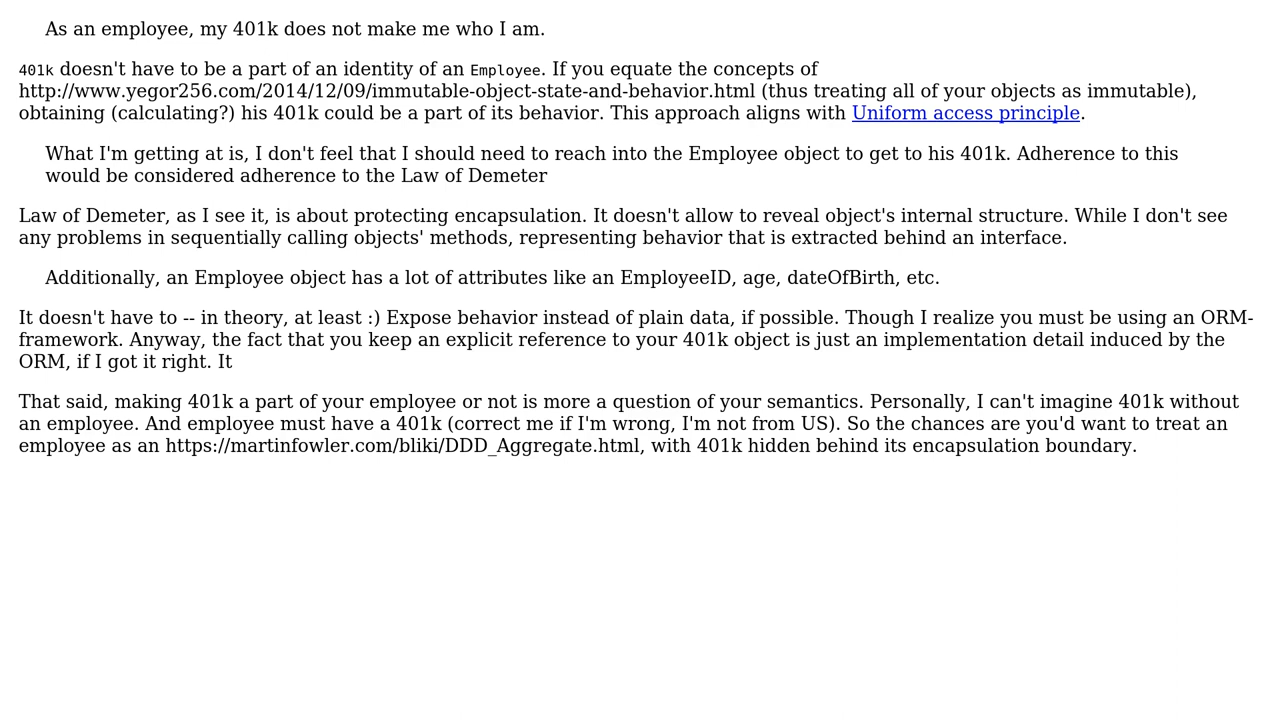 As an employee, my 401k does not make me who I am.
401k doesn't have to be a part of an identity of an Employee. If you equate the concepts of
http://www.yegor256.com/2014/12/09/immutable-object-state-and-behavior.html (thus treating all of your objects as immutable),
obtaining (calculating?) his 401k could be a part of its behavior. This approach aligns with Uniform access principle.
What I'm getting at is, I don't feel that I should need to reach into the Employee object to get to his 401k. Adherence to this
would be considered adherence to the Law of Demeter
Law of Demeter, as I see it, is about protecting encapsulation. It doesn't allow to reveal object's internal structure. While I don't see
any problems in sequentially calling objects' methods, representing behavior that is extracted behind an interface.
Additionally, an Employee object has a lot of attributes like an EmployeeID, age, dateOfBirth, etc.
It doesn't have to -- in theory, at least :) Expose behavior instead of plain data, if possible. Though I realize you must be using an ORM-
framework. Anyway, the fact that you keep an explicit reference to your 401k object is just an implementation detail induced by the
ORM, if I got it right. It
That said, making 401k a part of your employee or not is more a question of your semantics. Personally, I can't imagine 401k without
an employee. And employee must have a 401k (correct me if I'm wrong, I'm not from US). So the chances are you'd want to treat an
employee as an https://martinfowler.com/bliki/DDD_Aggregate.html, with 401k hidden behind its encapsulation boundary.